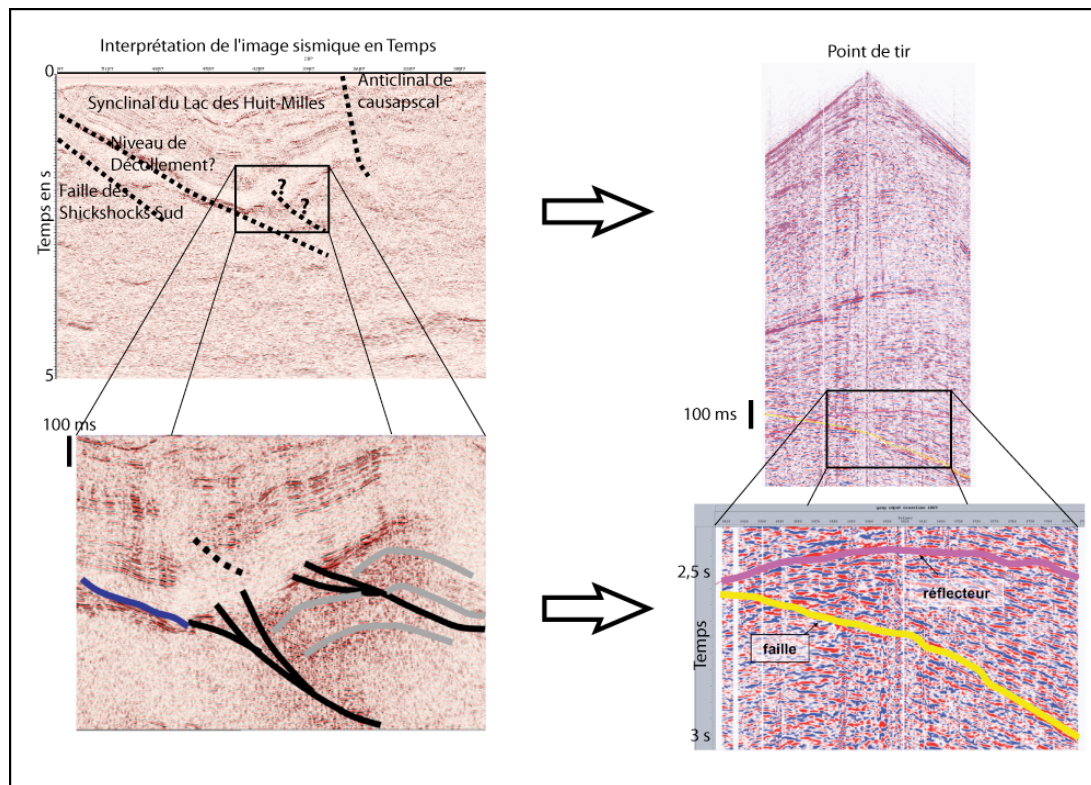 Interprétation de l'image sismique en Temps
CDP
0
Synclinal du Lac des Huit-Milles
Anticlinal de
causapscal
Niveau de
Décollement?
Faille des
Shickshocks Sud
?
?
Temps en s
5
100 ms
Point de tir
100 ms
2,5 s
réflecteur
Temps
faille
3 s